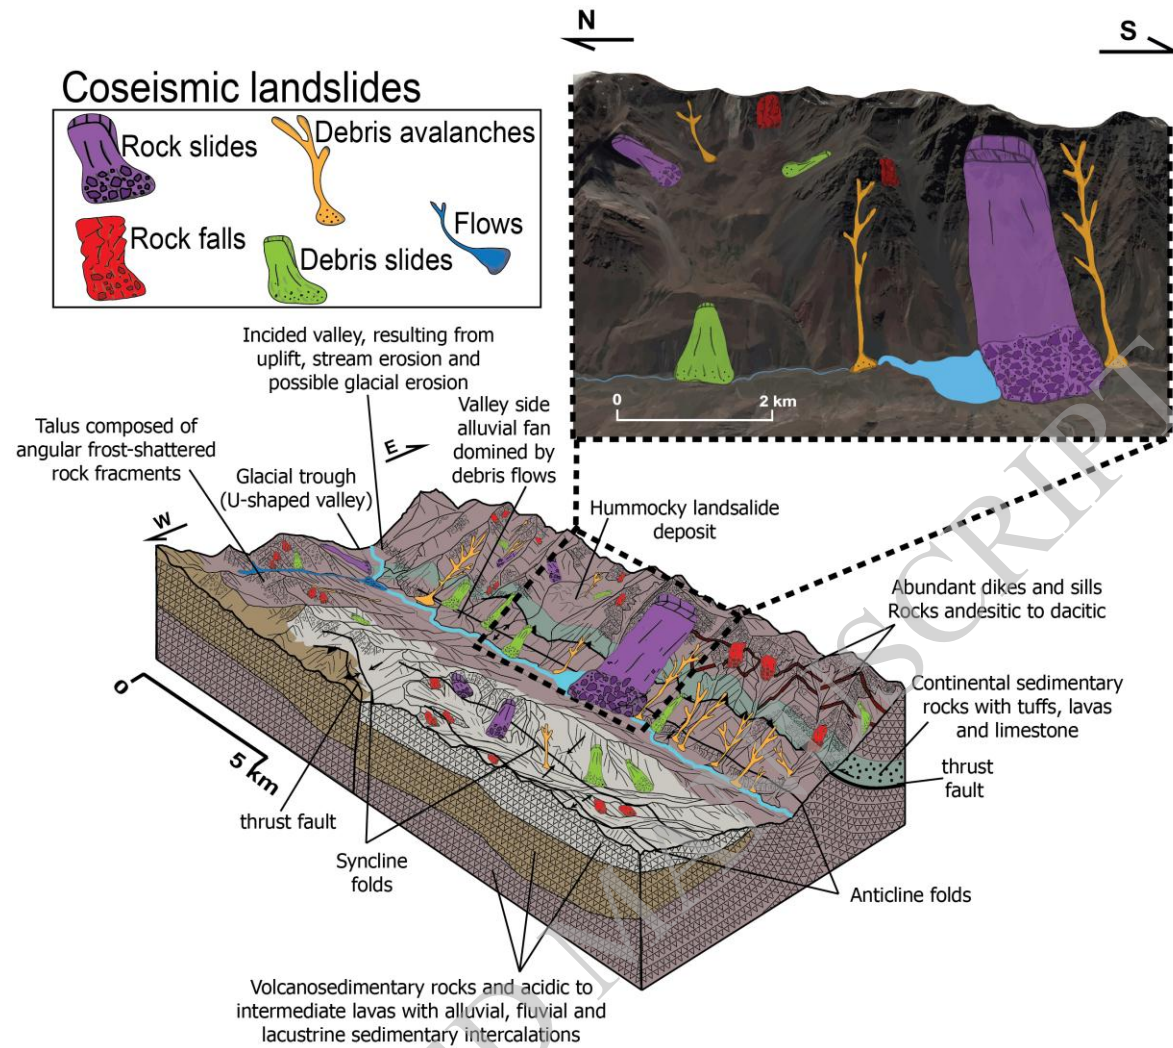 N
S
Coseismic landslides
Rock slides
Debris avalanches
Rock falls
Debris slides
Flows
0
2 km
Incided valley, resulting from
uplift, stream erosion and
possible glacial erosion
Talus composed of
angular frost-shattered
rock fragments
Glacial trough
(U-shaped valley)
E
Valley side
alluvial fan
domined by
debris flows
Hummocky landsalide
deposit
W
Abundant dikes and sills
Rocks andesitic to dacitic
Continental sedimentary
rocks with tuffs, lavas
and limestone
thrust
fault
0
5 km
thrust fault
Syncline
folds
Anticline folds
Volcanosedimentary rocks and acidic to
intermediate lavas with alluvial, fluvial and
lacustrine sedimentary intercalations